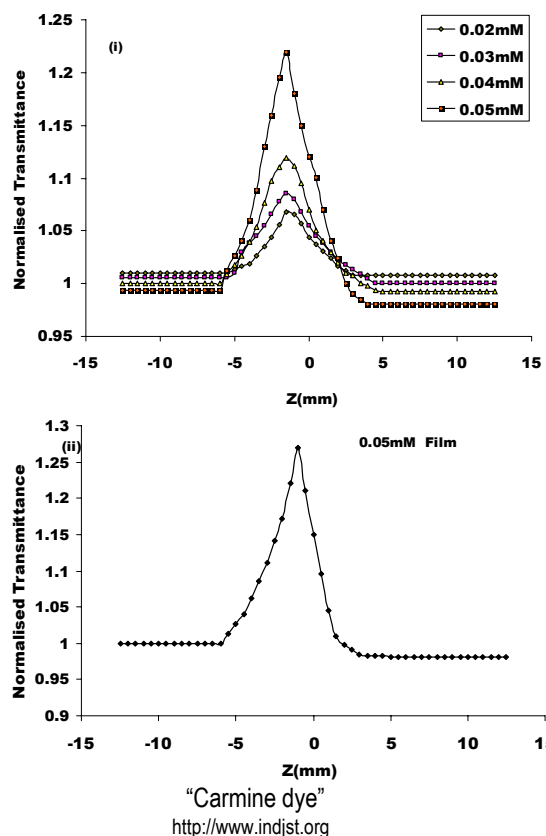 (i)
0.02mM
0.03mM
0.04mM
0.05mM
Normalised Transmittance
1.25
1.2
1.15
1.1
1.05
1
0.95
-15 -10 -5 0 5 10 15
Z(mm)
(ii)
0.05mM Film
Normalised Transmittance
1.3
1.25
1.2
1.15
1.1
1.05
1
0.95
0.9
-15 -10 -5 0 5 10 15
Z(mm)
“Carmine dye”
http://www.indjst.org